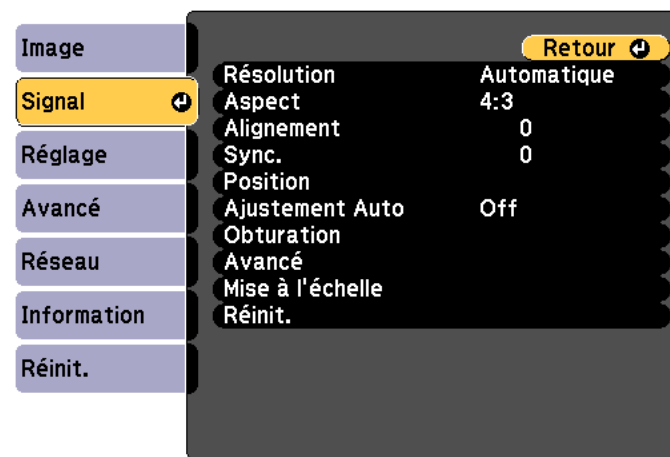 Image
Signal
Réglage
Avancé
Réseau
Information
Réinit.
Retour
Résolution Automatique
Aspect 4:3
Alignement 0
Sync. 0
Position
Ajustement Auto Off
Obturation
Avancé
Mise à l'échelle
Réinit.